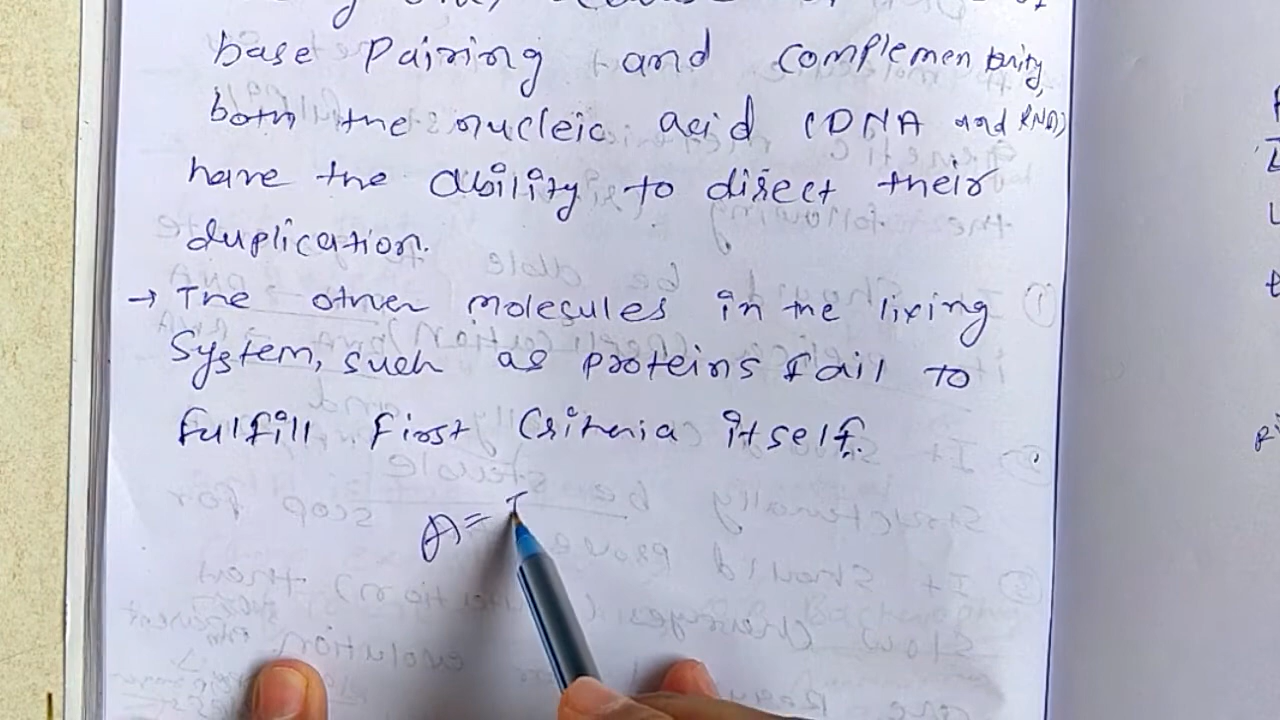 base pairing and complementarity,
both the nucleic acid (DNA and RNA)
have the ability to direct their
duplication.
→ The other molecules in the living
System, such as proteins fail to
fulfill first Criteria itself.
A = T